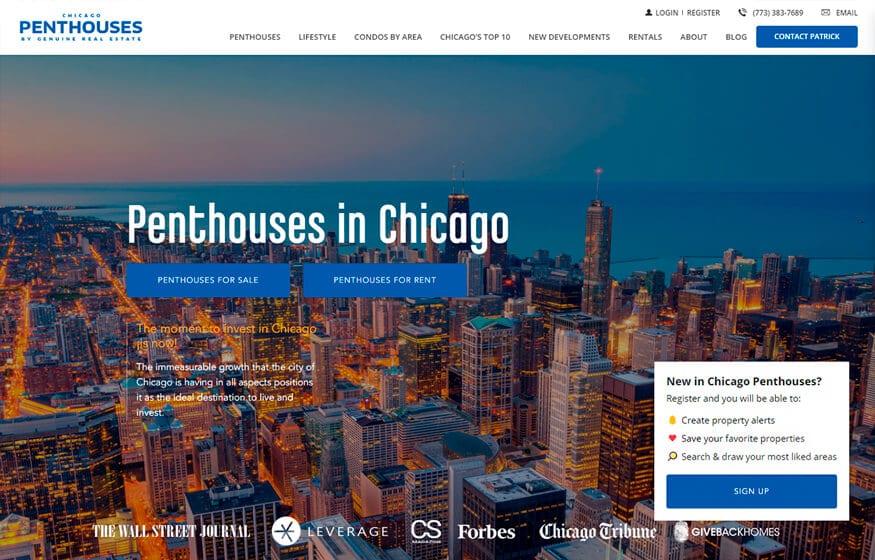 CHICAGO
PENTHOUSES
BY GENUINE REAL ESTATE
LOGIN | REGISTER
(773) 383-7689
EMAIL
PENTHOUSES
LIFESTYLE
CONDOS BY AREA
CHICAGO'S TOP 10
NEW DEVELOPMENTS
RENTALS
ABOUT
BLOG
CONTACT PATRICK
Penthouses in Chicago
PENTHOUSES FOR SALE
PENTHOUSES FOR RENT
The moment to invest in Chicago
¡is now!
The immeasurable growth that the city of
Chicago is having in all aspects positions
it as the ideal destination to live and
invest.
New in Chicago Penthouses?
Register and you will be able to:
Create property alerts
Save your favorite properties
Search & draw your most liked areas
SIGN UP
THE WALL STREET JOURNAL
LEVERAGE
CS
Forbes
Chicago Tribune
GIVEBACKHOMES